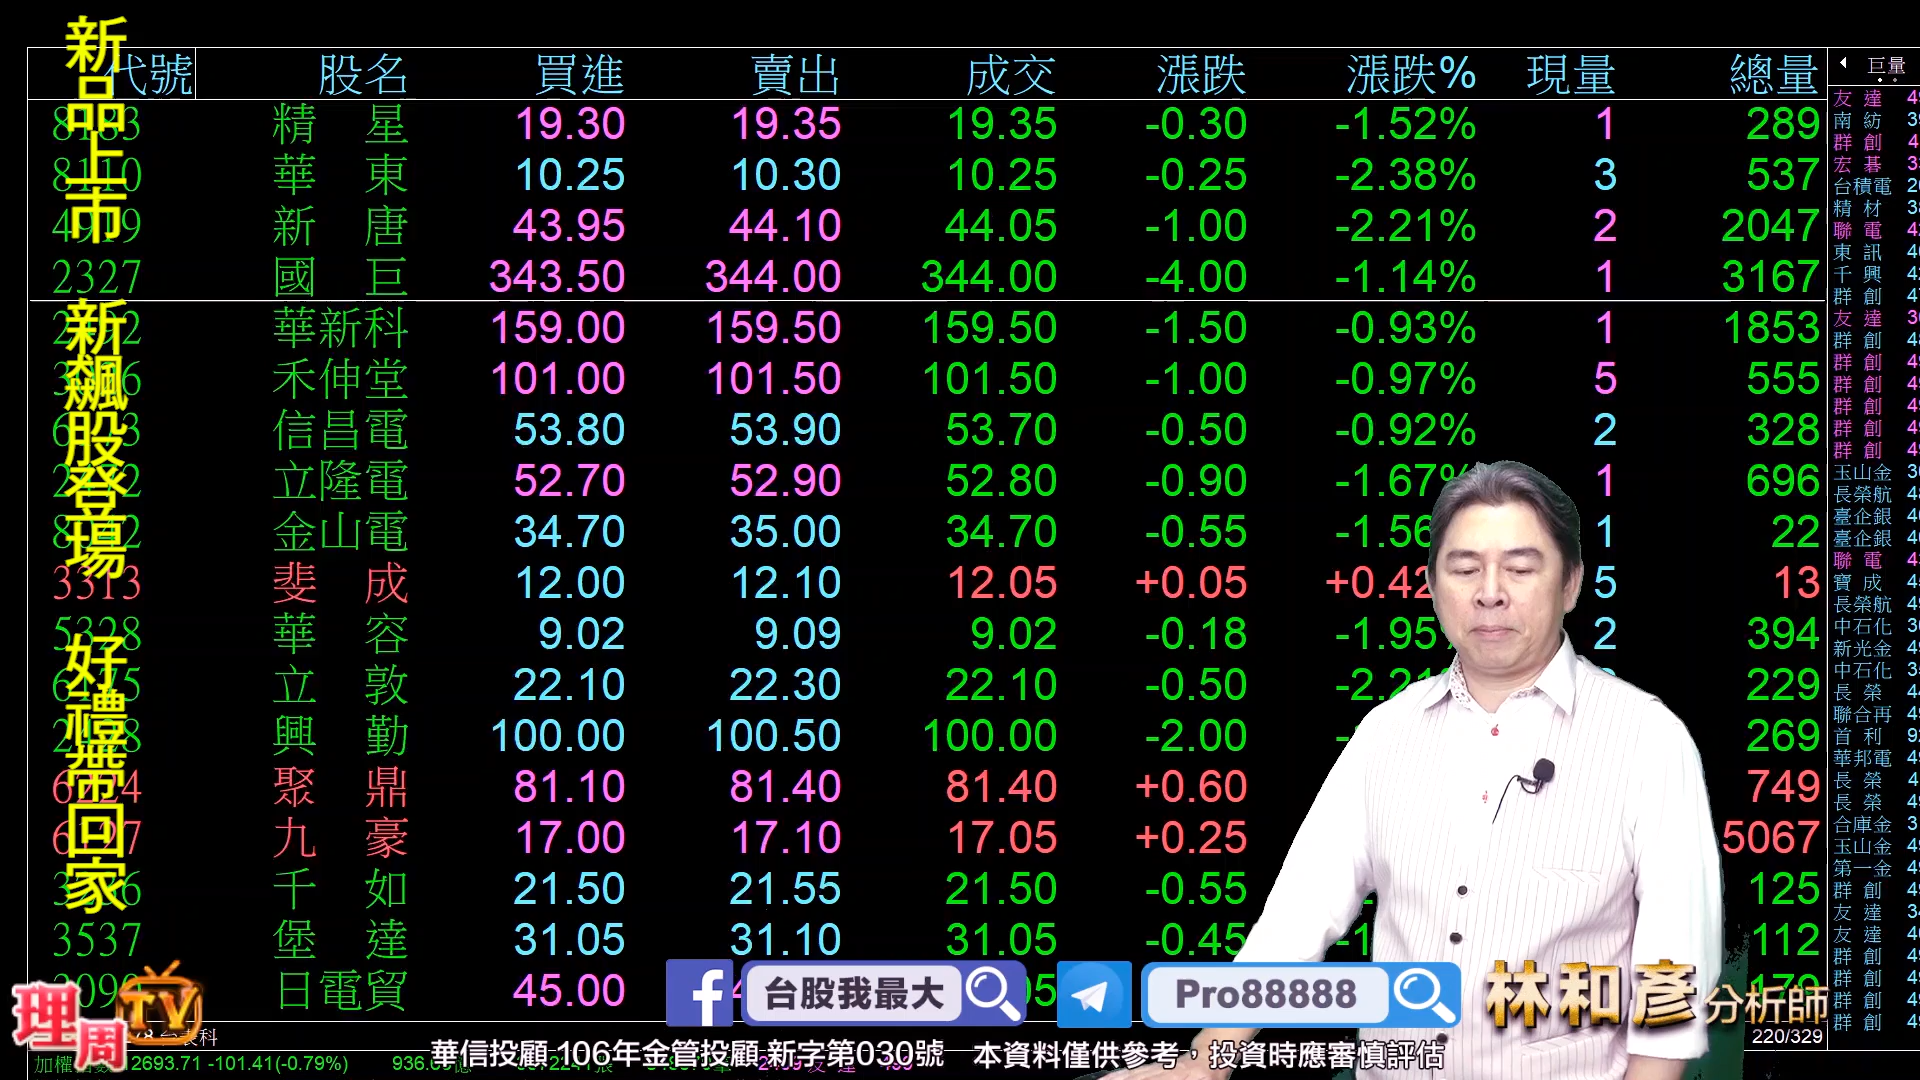 新品上市
新飆股登場
好禮帶回家
代號 股名 買進 賣出 成交 漲跌 漲跌% 現量 總量
精星 19.30 19.35 19.35 -0.30 -1.52% 1 289
華東 10.25 10.30 10.25 -0.25 -2.38% 3 537
新唐 43.95 44.10 44.05 -1.00 -2.21% 2 2047
2327 國巨 343.50 344.00 344.00 -4.00 -1.14% 1 3167
華新科 159.00 159.50 159.50 -1.50 -0.93% 1 1853
禾伸堂 101.00 101.50 101.50 -1.00 -0.97% 5 555
信昌電 53.80 53.90 53.70 -0.50 -0.92% 2 328
立隆電 52.70 52.90 52.80 -0.90 -1.67% 1 696
金山電 34.70 35.00 34.70 -0.55 -1.56 1 22
3313 斐成 12.00 12.10 12.05 +0.05 +0.42 5 13
5328 華容 9.02 9.09 9.02 -0.18 -1.95 2 394
立敦 22.10 22.30 22.10 -0.50 229
興勤 100.00 100.50 100.00 -2.00 269
聚鼎 81.10 81.40 81.40 +0.60 749
九豪 17.00 17.10 17.05 +0.25 5067
千如 21.50 21.55 21.50 -0.55 125
3537 堡達 31.05 31.10 31.05 -0.45 112
日電貿 45.00
巨量
友達
南紡
群創
宏碁
台積電
精材
聯電
東訊
千興
群創
友達
群創
群創
群創
群創
群創
群創
玉山金
長榮航
臺企銀
臺企銀
聯電
寶成
長榮航
中石化
新光金
中石化
長榮
聯合再
首利
華邦電
長榮
長榮
合庫金
玉山金
第一金
群創
友達
友達
群創
群創
群創
群創
台股我最大
Pro88888
林和彥分析師
理周TV
220/329
12693.71 -101.41(-0.79%)
華信投顧 106年金管投顧 新字第030號 本資料僅供參考，投資時應審慎評估